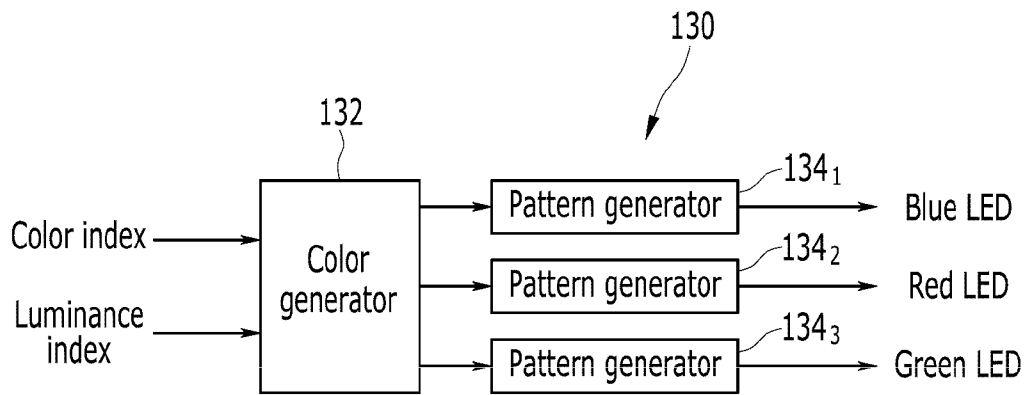 130
132
134₁
Pattern generator
Blue LED
Color index
134₂
Color
generator
Pattern generator
Red LED
Luminance
index
134₃
Pattern generator
Green LED